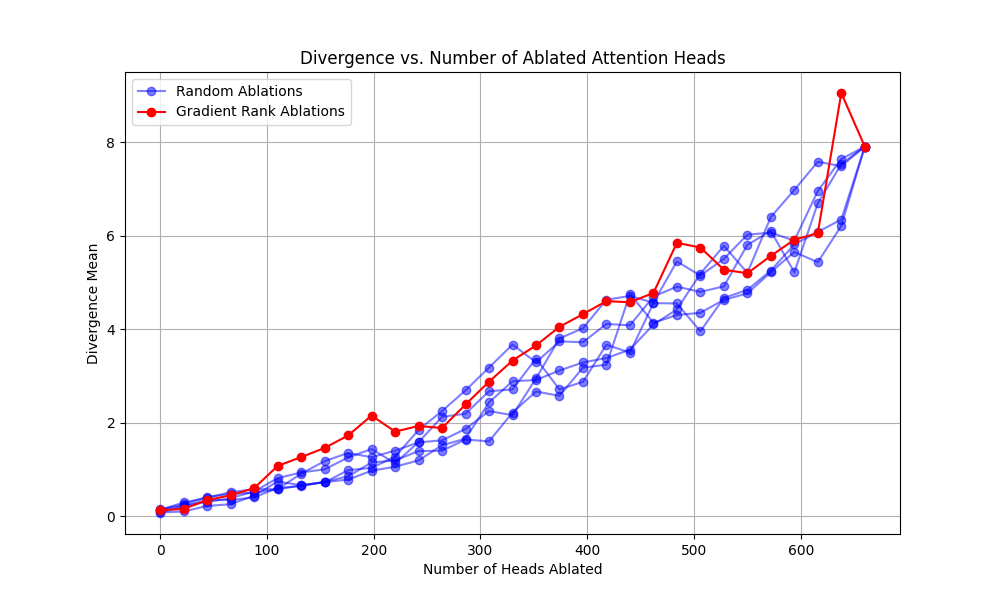 Divergence vs. Number of Ablated Attention Heads
Random Ablations
Gradient Rank Ablations
Divergence Mean
8
6
4
2
0
0 100 200 300 400 500 600
Number of Heads Ablated